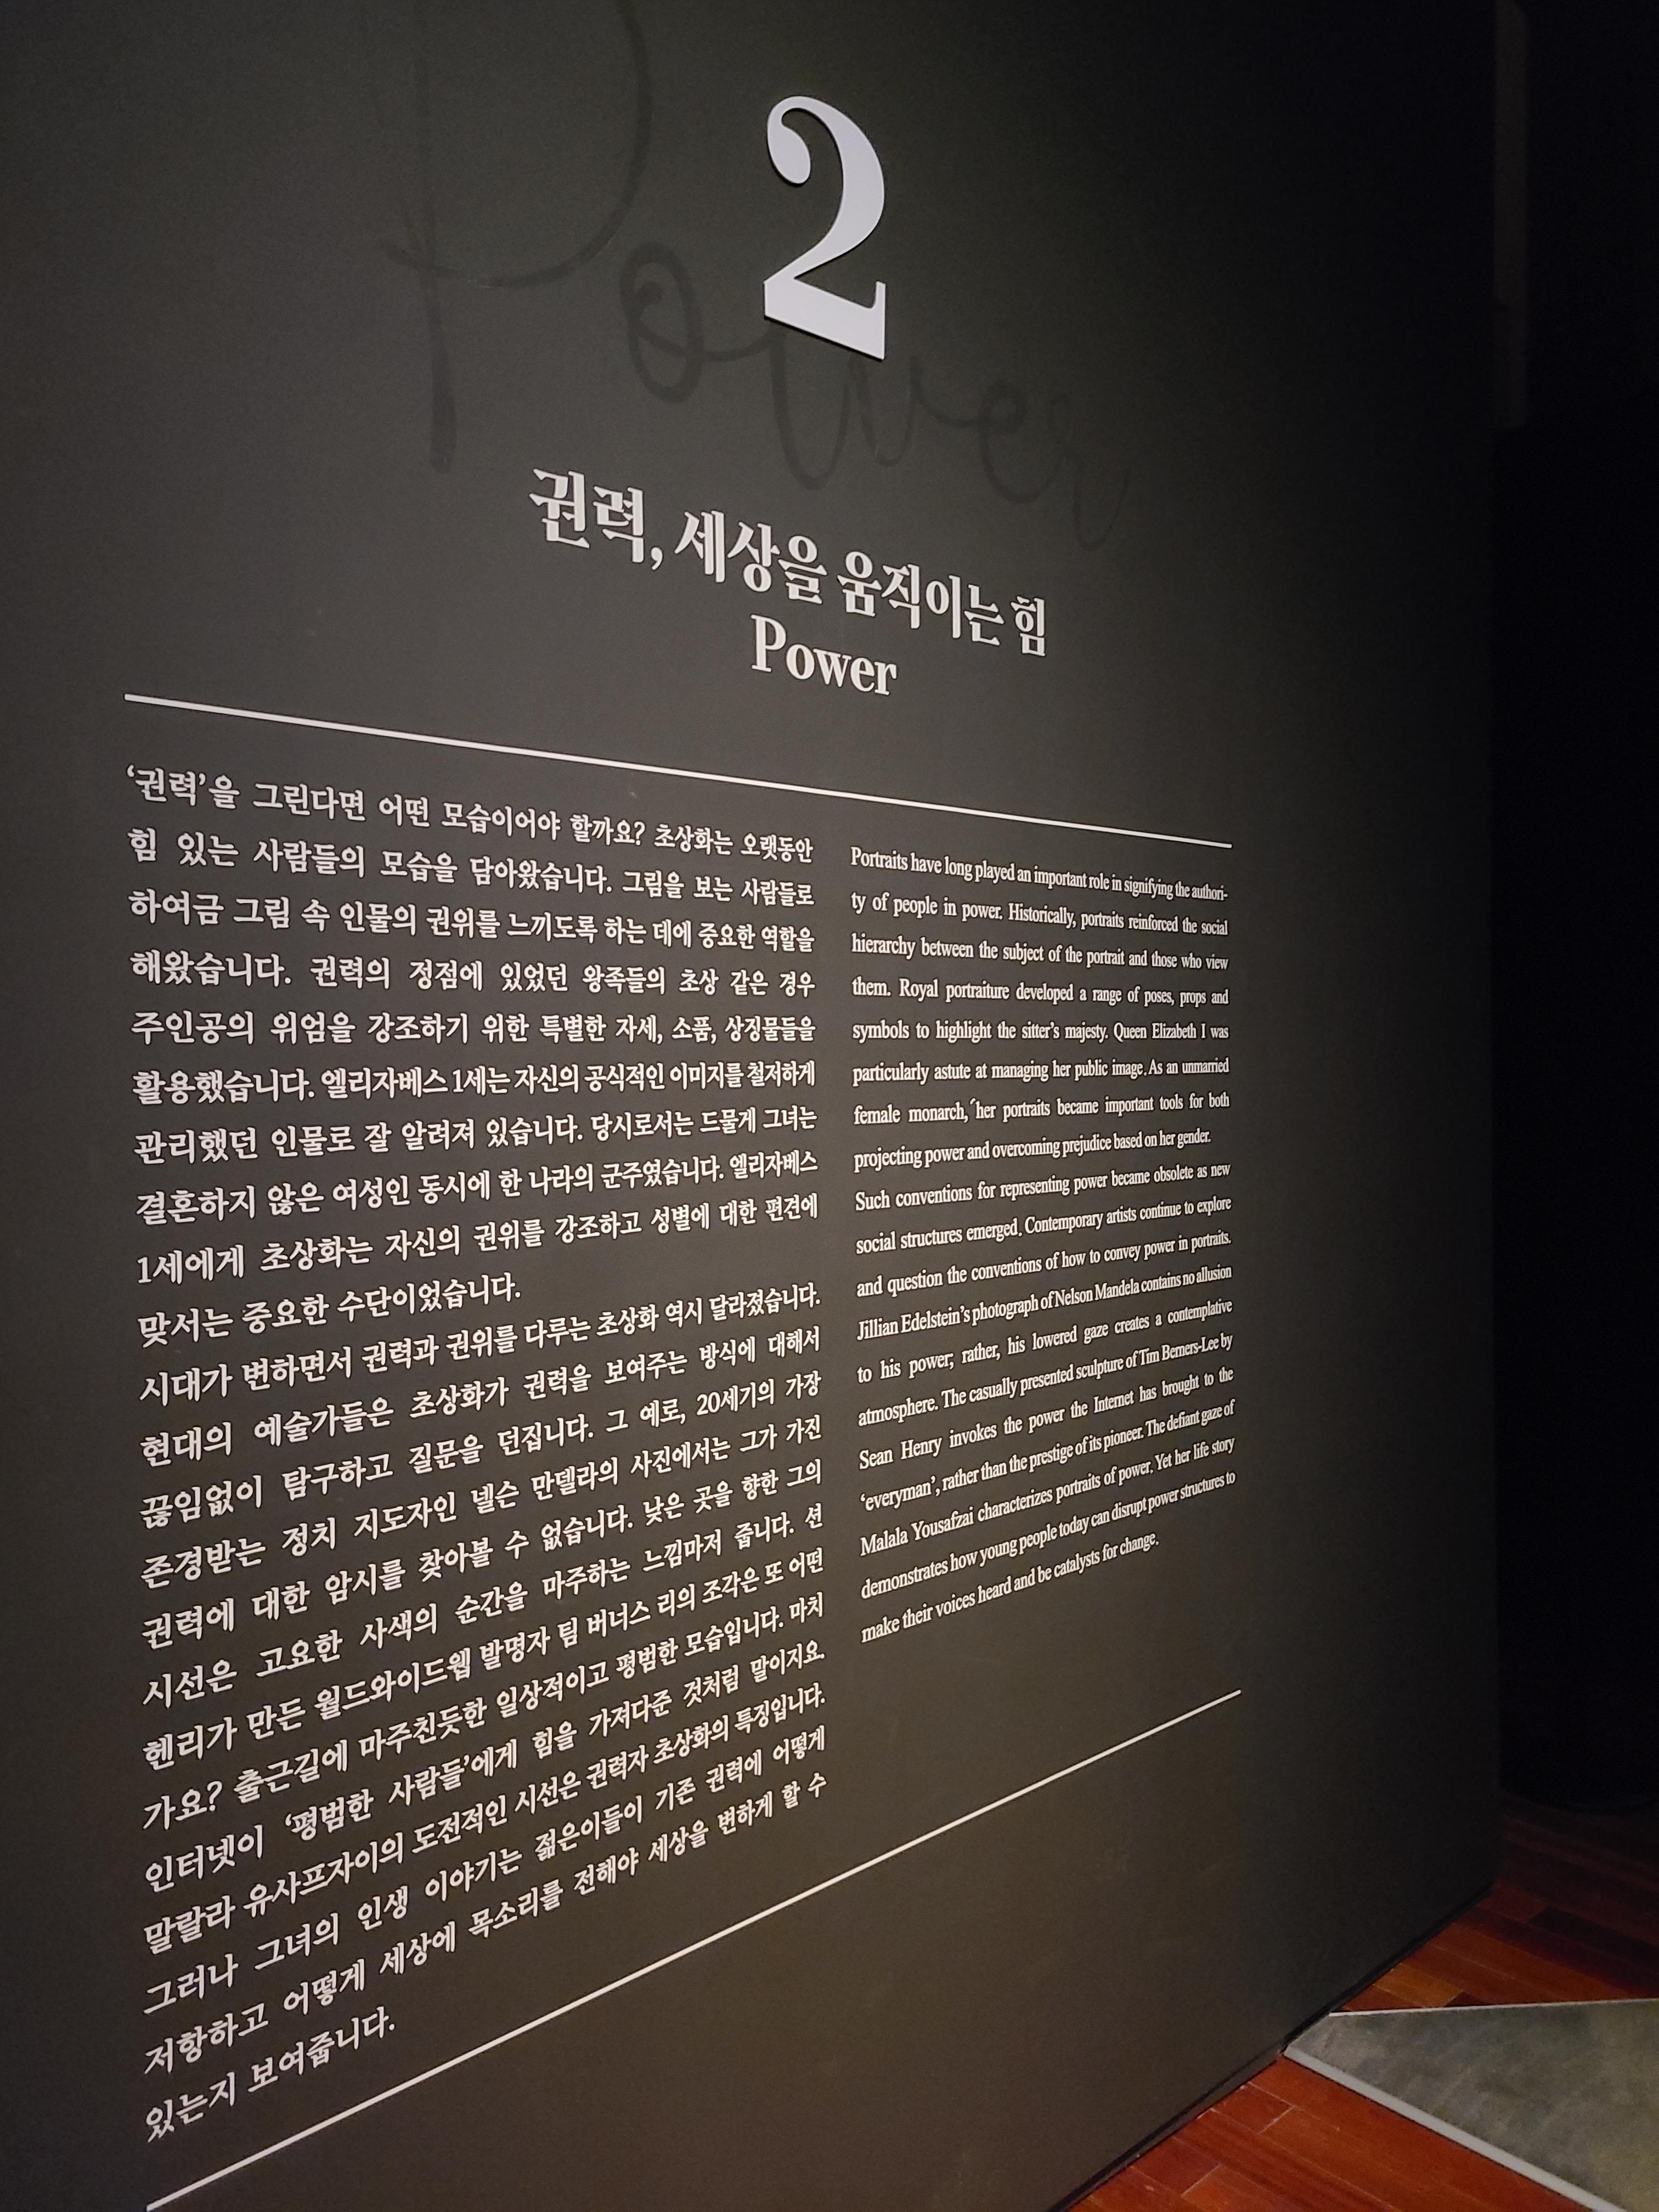 Power
2
권력, 세상을 움직이는 힘
Power
‘권력’을 그린다면 어떤 모습이어야 할까요? 초상화는 오랫동안
힘 있는 사람들의 모습을 담아왔습니다. 그림을 보는 사람들로
하여금 그림 속 인물의 권위를 느끼도록 하는 데에 중요한 역할을
해왔습니다. 권력의 정점에 있었던 왕족들의 초상 같은 경우
주인공의 위엄을 강조하기 위한 특별한 자세, 소품, 상징물들을
활용했습니다. 엘리자베스 1세는 자신의 공식적인 이미지를 철저하게
관리했던 인물로 잘 알려져 있습니다. 당시로서는 드물게 그녀는
결혼하지 않은 여성인 동시에 한 나라의 군주였습니다. 엘리자베스
1세에게 초상화는 자신의 권위를 강조하고 성별에 대한 편견에
맞서는 중요한 수단이었습니다.
시대가 변하면서 권력과 권위를 다루는 초상화 역시 달라졌습니다.
현대의 예술가들은 초상화가 권력을 보여주는 방식에 대해서
끊임없이 탐구하고 질문을 던집니다. 그 예로, 20세기의 가장
존경받는 정치 지도자인 넬슨 만델라의 사진에서는 그가 가진
권력에 대한 암시를 찾아볼 수 없습니다. 낮은 곳을 향한 그의
시선은 고요한 사색의 순간을 마주하는 느낌마저 줍니다. 션
헨리가 만든 월드와이드웹 발명자 팀 버너스 리의 조각은 또 어떤
가요? 출근길에 마주친듯한 일상적이고 평범한 모습입니다. 마치
인터넷이 ‘평범한 사람들’에게 힘을 가져다준 것처럼 말이지요.
말랄라 유사프자이의 도전적인 시선은 권력자 초상화의 특징입니다.
그러나 그녀의 인생 이야기는 젊은이들이 기존 권력에 어떻게
저항하고 어떻게 세상에 목소리를 전해야 세상을 변하게 할 수
있는지 보여줍니다.
Portraits have long played an important role in signifying the authori-
ty of people in power. Historically, portraits reinforced the social
hierarchy between the subject of the portrait and those who view
them. Royal portraiture developed a range of poses, props and
symbols to highlight the sitter’s majesty. Queen Elizabeth I was
particularly astute at managing her public image. As an unmarried
female monarch, her portraits became important tools for both
projecting power and overcoming prejudice based on her gender.
Such conventions for representing power became obsolete as new
social structures emerged. Contemporary artists continue to explore
and question the conventions of how to convey power in portraits.
Jillian Edelstein’s photograph of Nelson Mandela contains no allusion
to his power; rather, his lowered gaze creates a contemplative
atmosphere. The casually presented sculpture of Tim Berners-Lee by
Sean Henry invokes the power the Internet has brought to the
‘everyman’, rather than the prestige of its pioneer. The defiant gaze of
Malala Yousafzai characterizes portraits of power. Yet her life story
demonstrates how young people today can disrupt power structures to
make their voices heard and be catalysts for change.